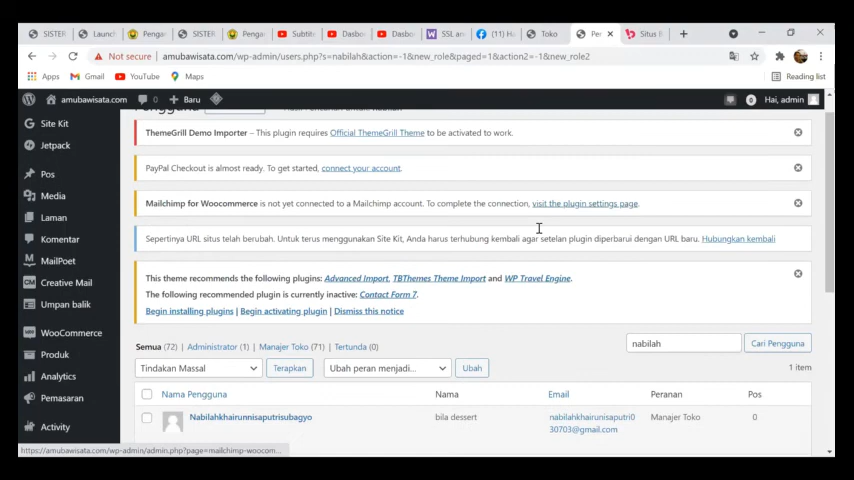 SISTER
Launch
Pengan
SISTER
Pengan
Subtitl
Dasbo
Dasbo
SSL an
(11) Ha
Toko
Per
Situs B
Not secure
amubawisata.com/wp-admin/users.php?s=nabilah&action=-1&new_role&paged=1&action2=-1&new_role2
Apps
Gmail
YouTube
Maps
Reading list
amubawisata.com
0
Baru
Hai, admin
Site Kit
Jetpack
Pos
Media
Laman
Komentar
MailPoet
Creative Mail
Umpan balik
WooCommerce
Produk
Analytics
Pemasaran
Activity
Pengguna
Hasil Pencarian untuk: nabilah
ThemeGrill Demo Importer – This plugin requires Official ThemeGrill Theme to be activated to work.
PayPal Checkout is almost ready. To get started, connect your account.
Mailchimp for Woocommerce is not yet connected to a Mailchimp account. To complete the connection, visit the plugin settings page.
Sepertinya URL situs telah berubah. Untuk terus menggunakan Site Kit, Anda harus terhubung kembali agar setelan plugin diperbarui dengan URL baru. Hubungkan kembali
This theme recommends the following plugins: Advanced Import, TBThemes Theme Import and WP Travel Engine.
The following recommended plugin is currently inactive: Contact Form 7.
Begin installing plugins | Begin activating plugin | Dismiss this notice
Semua (72) | Administrator (1) | Manajer Toko (71) | Tertunda (0)
nabilah
Cari Pengguna
Tindakan Massal
Terapkan
Ubah peran menjadi...
Ubah
1 item
Nama Pengguna
Nama
Email
Peranan
Pos
Nabilahkhairunnisaputrisubagyo
bila dessert
nabilahkhairunisaputri0
30703@gmail.com
Manajer Toko
0
https://amubawisata.com/wp-admin/admin.php?page=mailchimp-woocom...